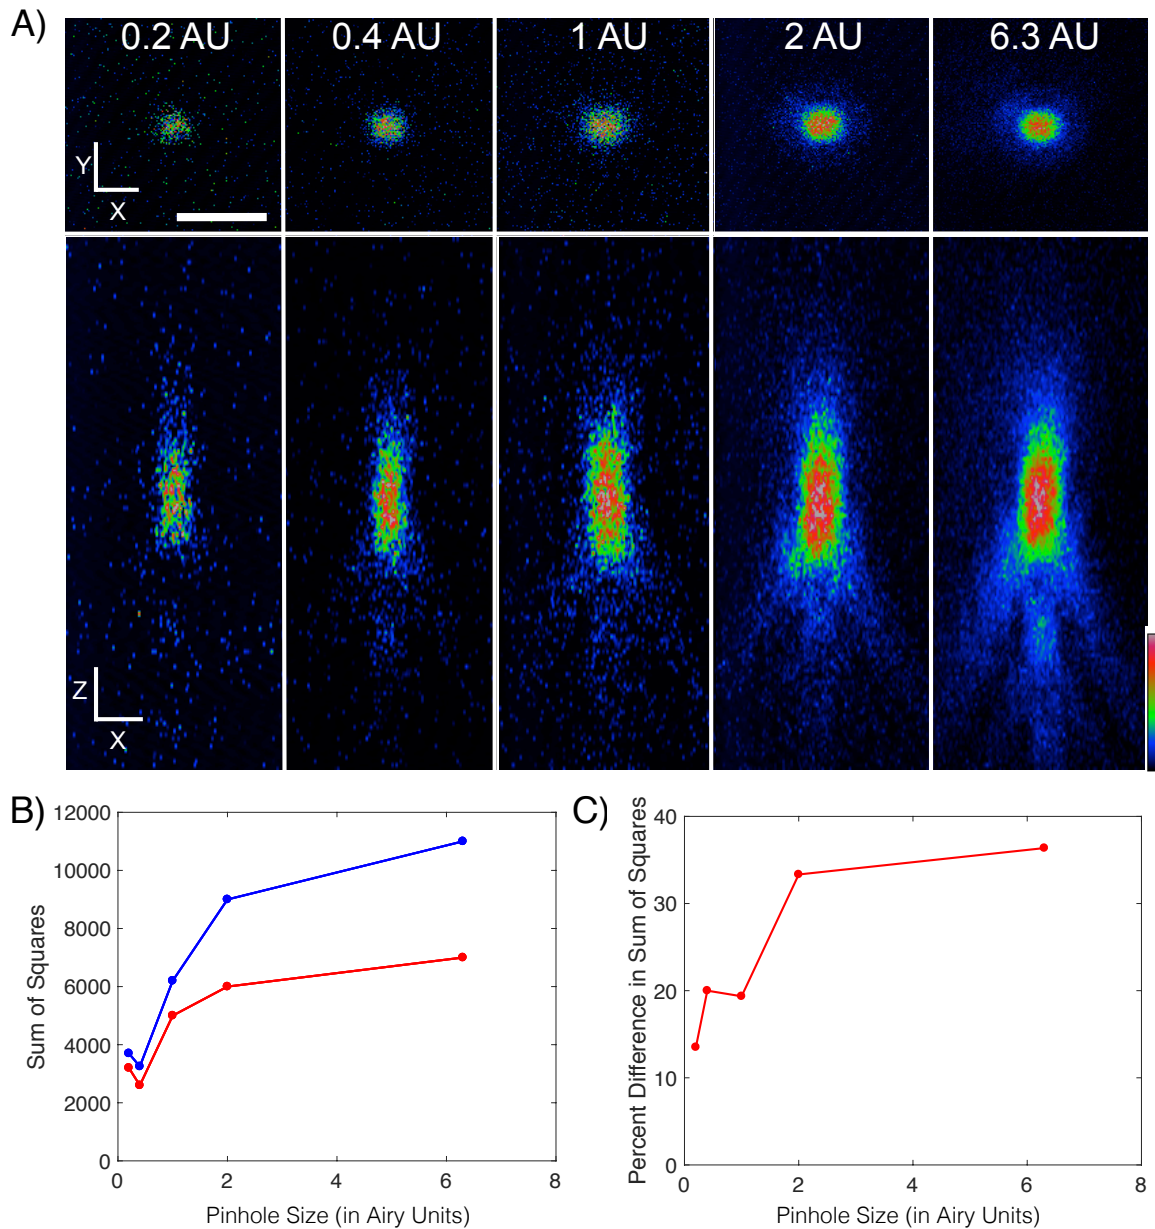 A)
0.2 AU 0.4 AU 1 AU 2 AU 6.3 AU
Y
X
Z
X
B)
12000
10000
8000
6000
4000
2000
0
Sum of Squares
0 2 4 6 8
Pinhole Size (in Airy Units)
C)
40
30
20
10
0
Percent Difference in Sum of Squares
0 2 4 6 8
Pinhole Size (in Airy Units)